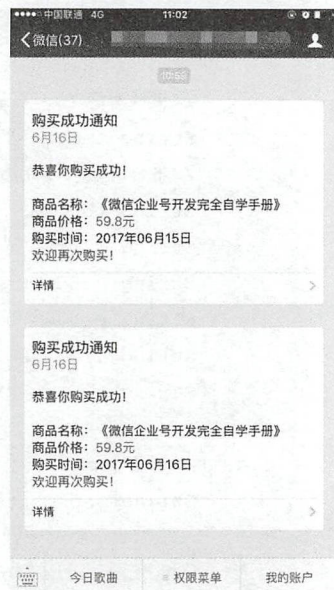 中国联通 4G 11:02
微信(37)
10:55
购买成功通知
6月16日
恭喜你购买成功!
商品名称：《微信企业号开发完全自学手册》
商品价格：59.8元
购买时间：2017年06月15日
欢迎再次购买!
详情
购买成功通知
6月16日
恭喜你购买成功!
商品名称：《微信企业号开发完全自学手册》
商品价格：59.8元
购买时间：2017年06月16日
欢迎再次购买!
详情
今日歌曲 权限菜单 我的账户